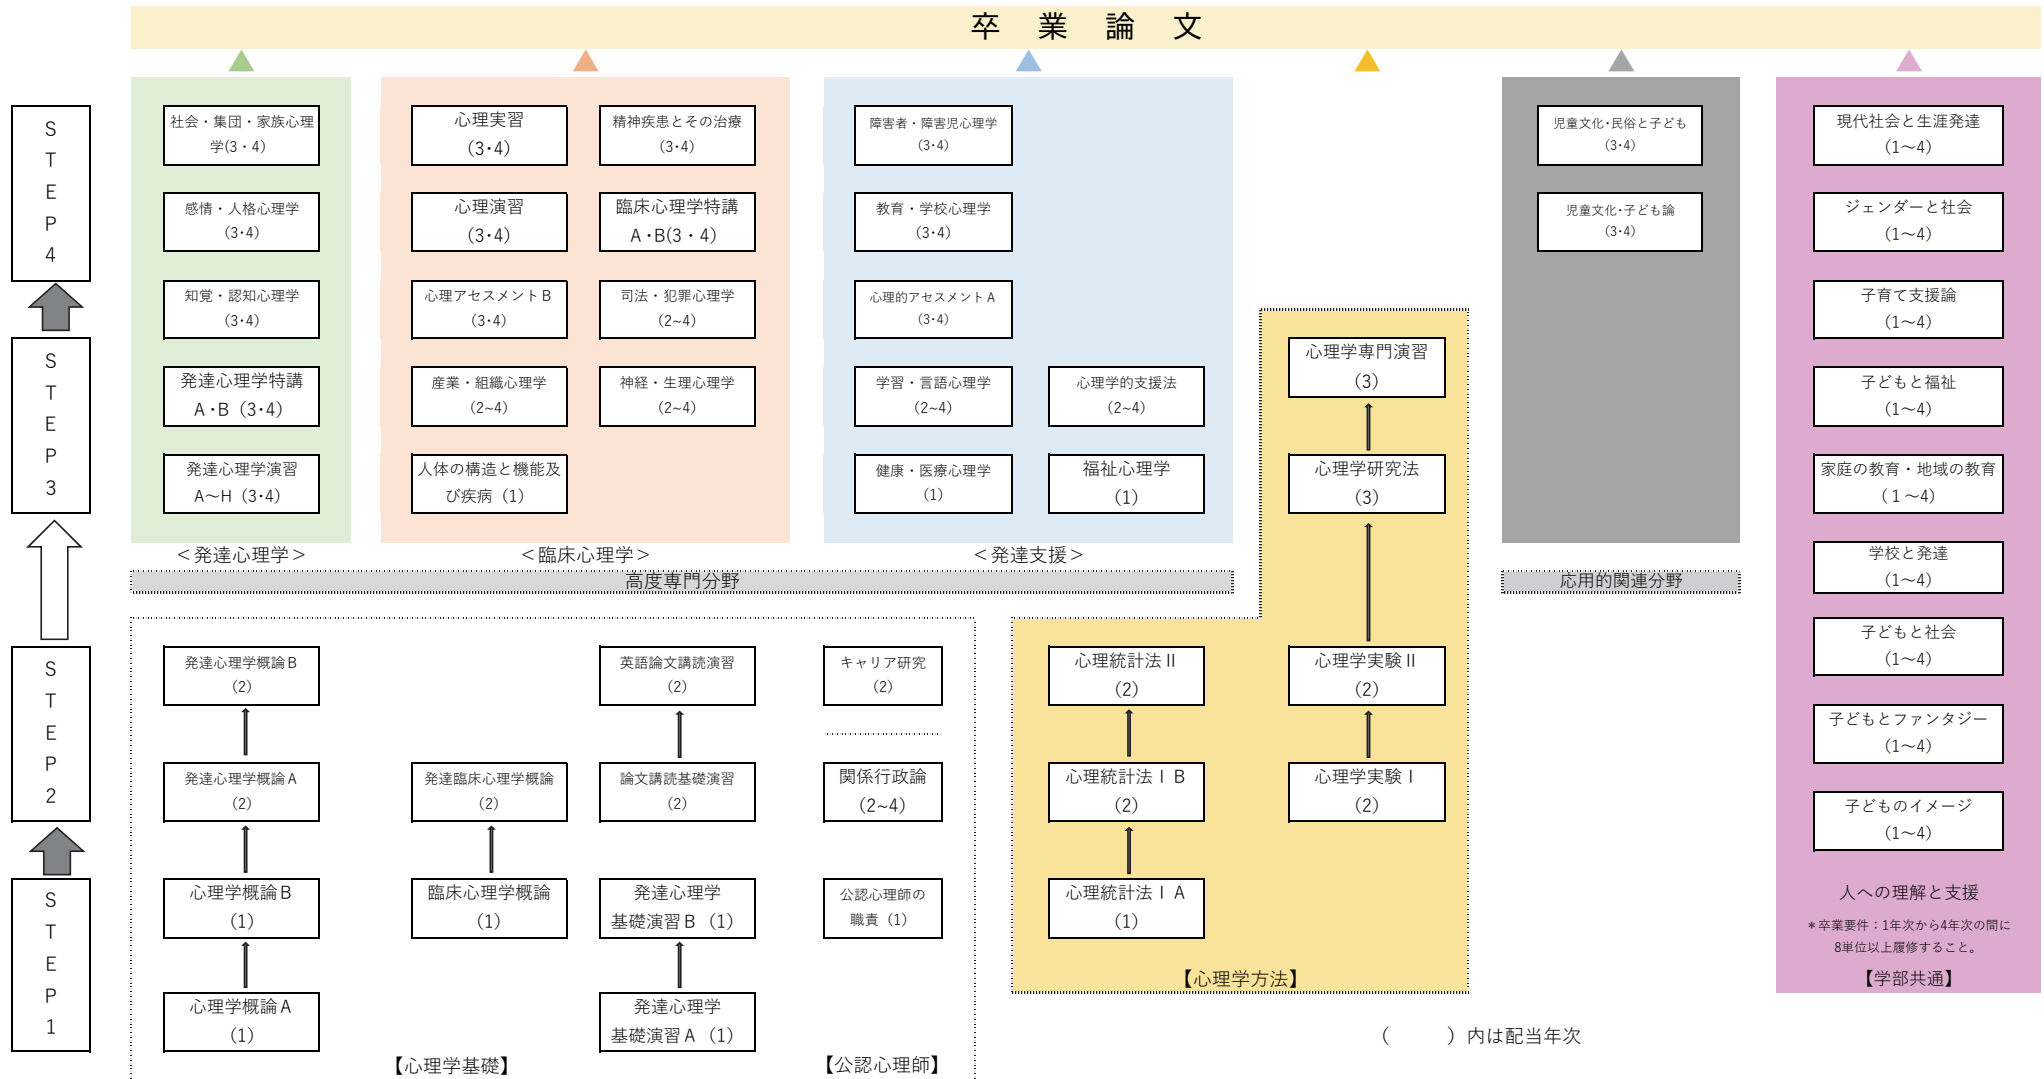 卒業論文
STEP4
STEP3
STEP2
STEP1
社会・集団・家族心理
学(3・4)
感情・人格心理学
(3・4)
知覚・認知心理学
(3・4)
発達心理学特講
A・B(3・4)
発達心理学演習
A～H(3・4)
＜発達心理学＞
心理実習
(3・4)
精神疾患とその治療
(3・4)
心理演習
(3・4)
臨床心理学特講
A・B(3・4)
心理アセスメントB
(3・4)
司法・犯罪心理学
(2~4)
産業・組織心理学
(2~4)
神経・生理心理学
(2~4)
人体の構造と機能及
び疾病(1)
＜臨床心理学＞
障害者・障害児心理学
(3・4)
教育・学校心理学
(3・4)
心理的アセスメントA
(3・4)
学習・言語心理学
(2~4)
心理学的支援法
(2~4)
健康・医療心理学
(1)
福祉心理学
(1)
＜発達支援＞
高度専門分野
心理学専門演習
(3)
心理学研究法
(3)
児童文化・民俗と子ども
(3・4)
児童文化・子ども論
(3・4)
応用的関連分野
現代社会と生涯発達
(1～4)
ジェンダーと社会
(1～4)
子育て支援論
(1～4)
子どもと福祉
(1～4)
家庭の教育・地域の教育
(1～4)
学校と発達
(1～4)
子どもと社会
(1～4)
子どもとファンタジー
(1～4)
子どものイメージ
(1～4)
人への理解と支援
＊卒業要件：1年次から4年次の間に
8単位以上履修すること。
【学部共通】
発達心理学概論B
(2)
英語論文講読演習
(2)
キャリア研究
(2)
発達心理学概論A
(2)
発達臨床心理学概論
(2)
論文講読基礎演習
(2)
関係行政論
(2~4)
心理学概論B
(1)
臨床心理学概論
(1)
発達心理学
基礎演習B(1)
公認心理師の
職責(1)
心理学概論A
(1)
発達心理学
基礎演習A(1)
【心理学基礎】
【公認心理師】
心理統計法Ⅱ
(2)
心理学実験Ⅱ
(2)
心理統計法ⅠB
(2)
心理学実験Ⅰ
(2)
心理統計法ⅠA
(1)
【心理学方法】
(　　)内は配当年次